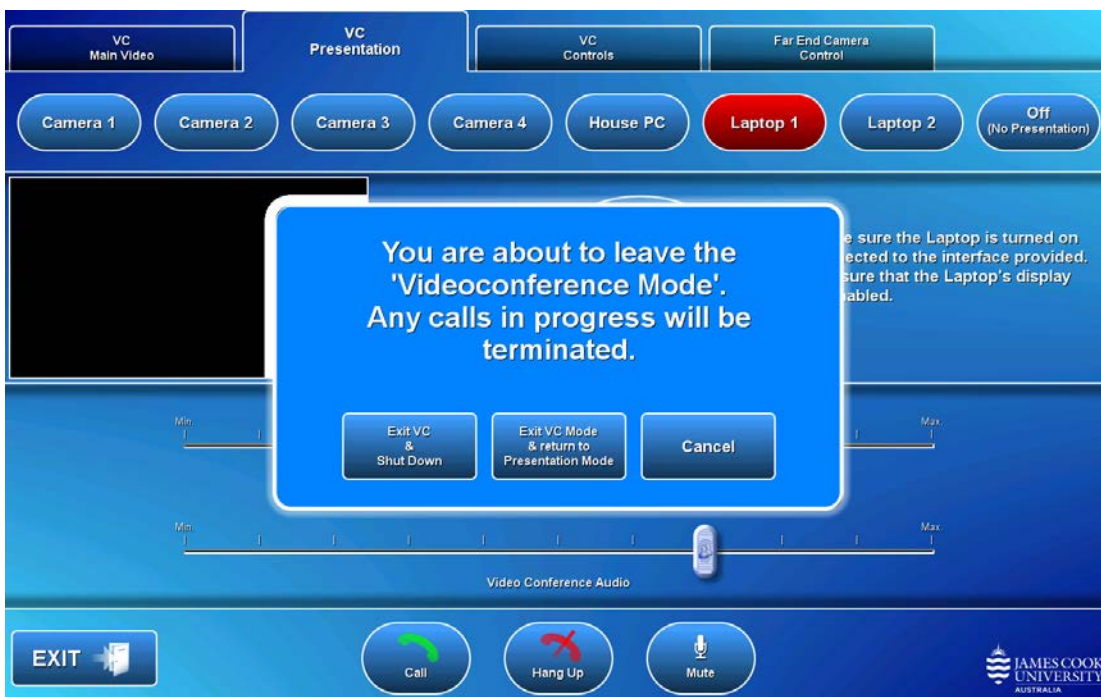 VC
Main Video
VC
Presentation
VC
Controls
Far End Camera
Control
Camera 1
Camera 2
Camera 3
Camera 4
House PC
Laptop 1
Laptop 2
Off
(No Presentation)
e sure the Laptop is turned on
ected to the interface provided.
sure that the Laptop's display
abled.
You are about to leave the
'Videoconference Mode'.
Any calls in progress will be
terminated.
Exit VC
&
Shut Down
Exit VC Mode
& return to
Presentation Mode
Cancel
Min.
Max.
Min.
Max.
Video Conference Audio
EXIT
Call
Hang Up
Mute
JAMES COOK
UNIVERSITY
AUSTRALIA